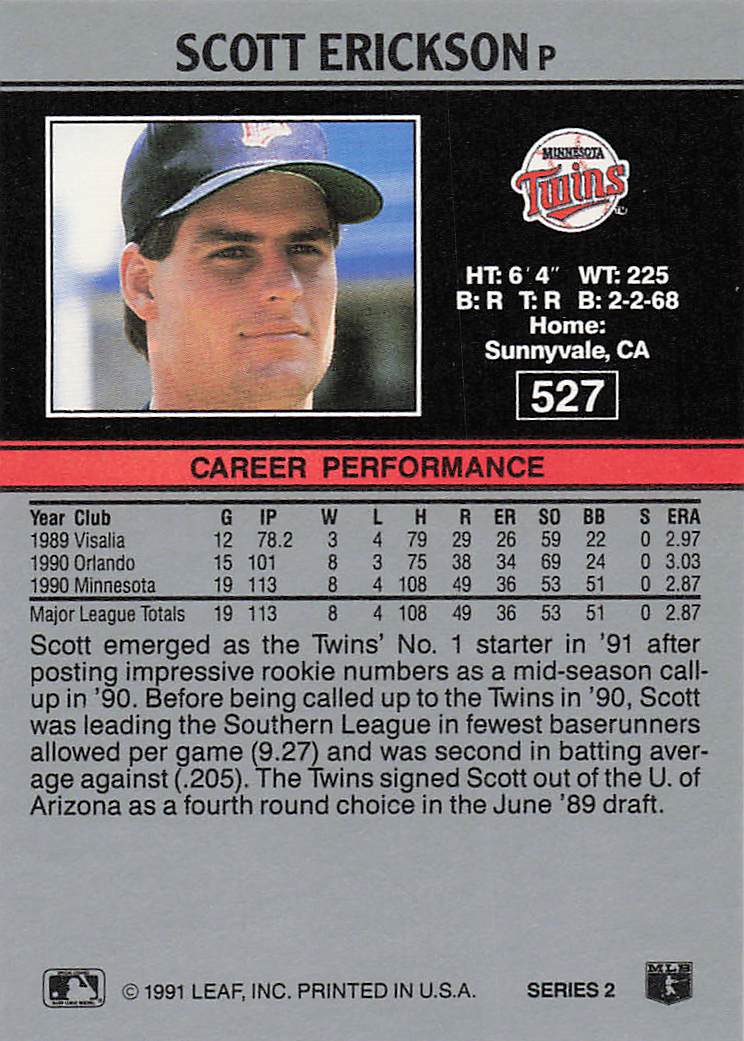 SCOTT ERICKSON P
MINNESOTA
Twins
TM
HT: 6' 4" WT: 225
B: R T: R B: 2-2-68
Home:
Sunnyvale, CA
527
CAREER PERFORMANCE
Year Club G IP W L H R ER SO BB S ERA
1989 Visalia 12 78.2 3 4 79 29 26 59 22 0 2.97
1990 Orlando 15 101 8 3 75 38 34 69 24 0 3.03
1990 Minnesota 19 113 8 4 108 49 36 53 51 0 2.87
Major League Totals 19 113 8 4 108 49 36 53 51 0 2.87
Scott emerged as the Twins' No. 1 starter in '91 after
posting impressive rookie numbers as a mid-season call-
up in '90. Before being called up to the Twins in '90, Scott
was leading the Southern League in fewest baserunners
allowed per game (9.27) and was second in batting aver-
age against (.205). The Twins signed Scott out of the U. of
Arizona as a fourth round choice in the June '89 draft.
© 1991 LEAF, INC. PRINTED IN U.S.A. SERIES 2
MLB